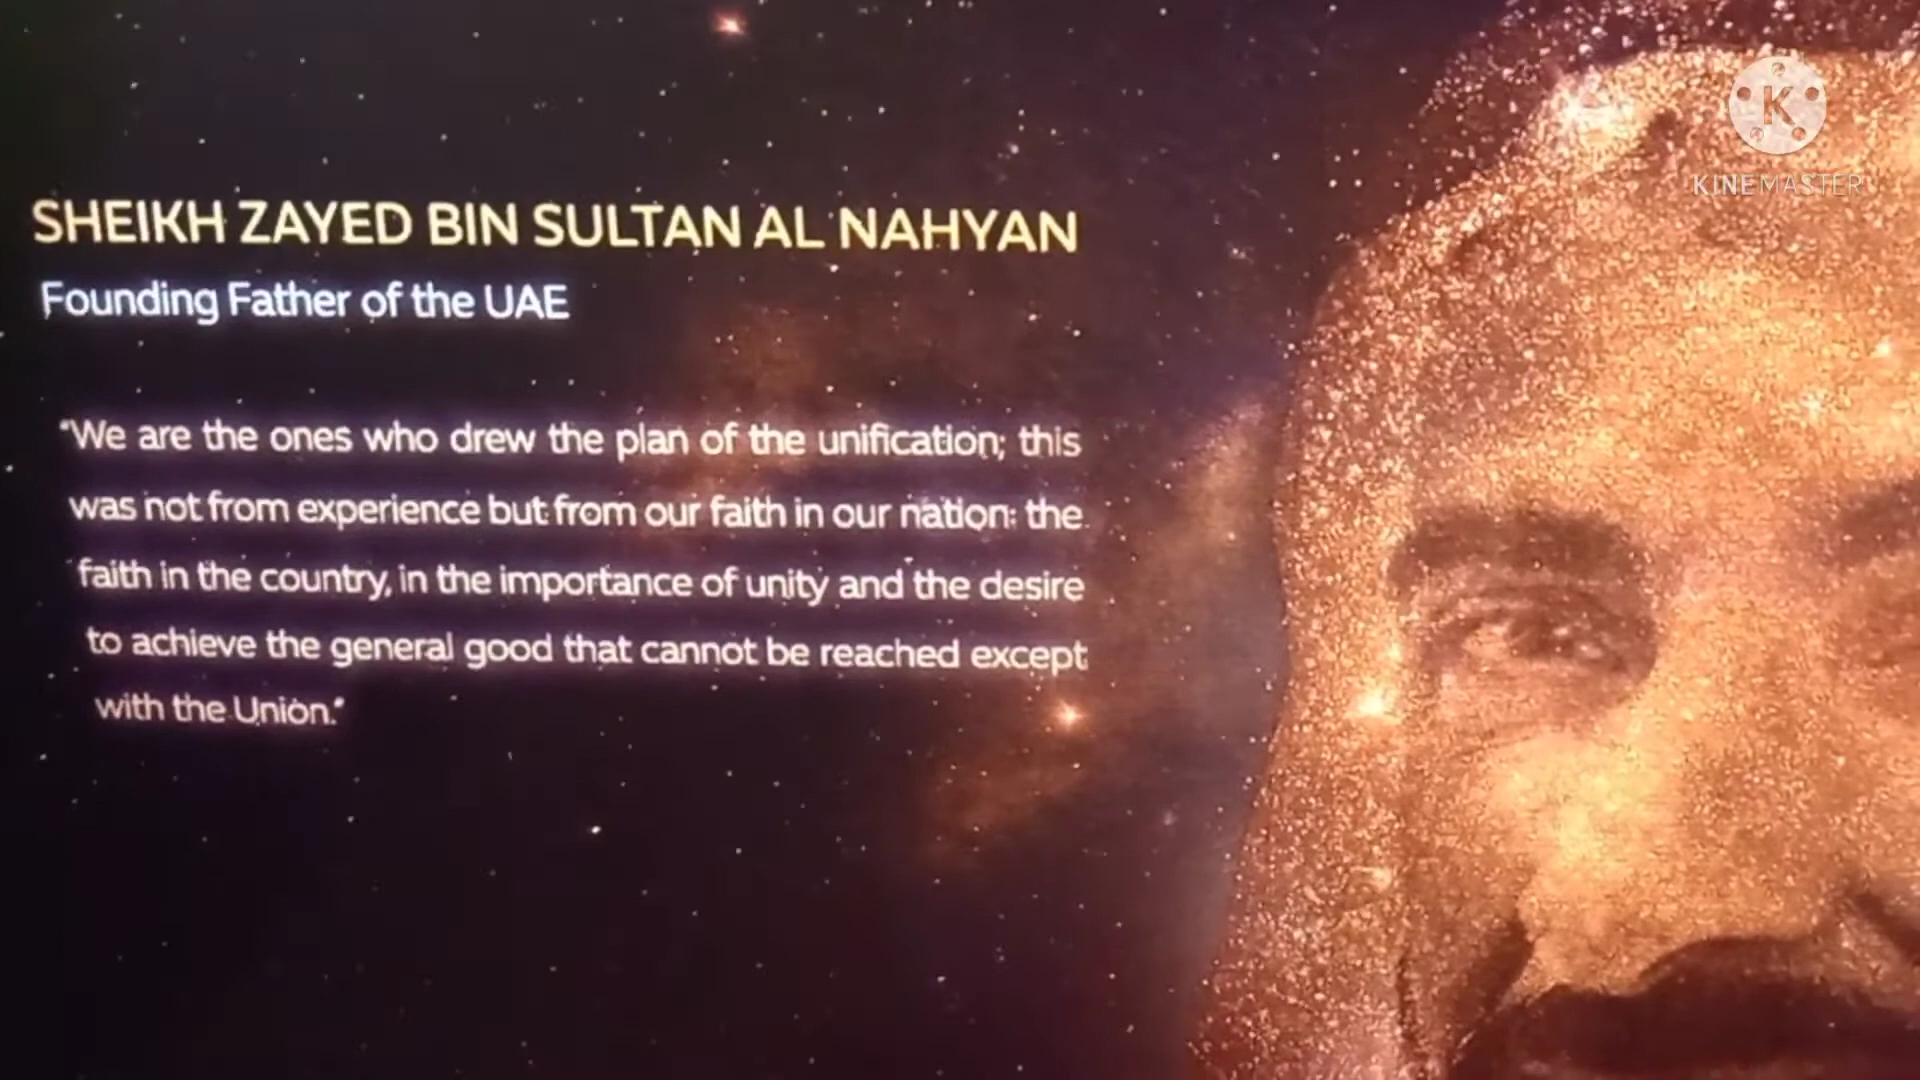 SHEIKH ZAYED BIN SULTAN AL NAHYAN
Founding Father of the UAE
"We are the ones who drew the plan of the unification; this
was not from experience but from our faith in our nation: the
faith in the country, in the importance of unity and the desire
to achieve the general good that cannot be reached except
with the Union."
K
KINEMASTER